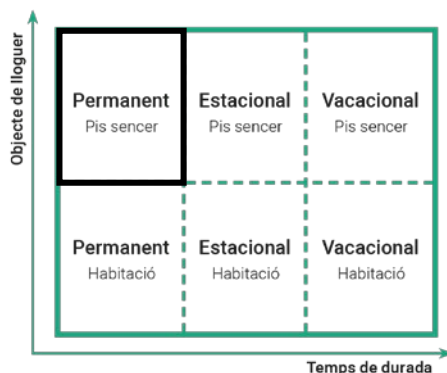 Objecte de lloguer
Permanent
Pis sencer
Estacional
Pis sencer
Vacacional
Pis sencer
Permanent
Habitació
Estacional
Habitació
Vacacional
Habitació
Temps de durada